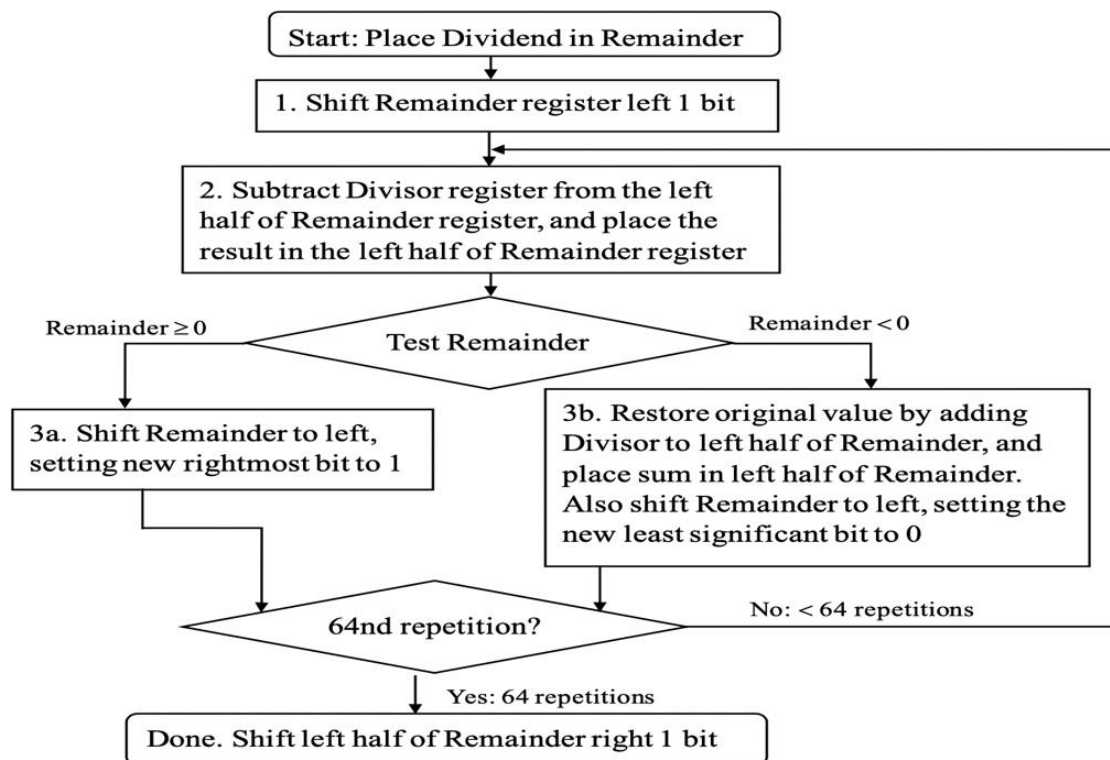 Start: Place Dividend in Remainder
1. Shift Remainder register left 1 bit
2. Subtract Divisor register from the left
half of Remainder register, and place the
result in the left half of Remainder register
Remainder ≥ 0
Test Remainder
Remainder < 0
3a. Shift Remainder to left,
setting new rightmost bit to 1
3b. Restore original value by adding
Divisor to left half of Remainder, and
place sum in left half of Remainder.
Also shift Remainder to left, setting the
new least significant bit to 0
64nd repetition?
No: < 64 repetitions
Yes: 64 repetitions
Done. Shift left half of Remainder right 1 bit